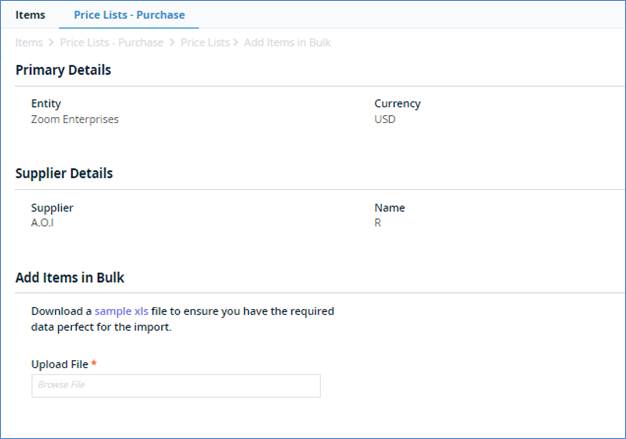 Items Price Lists - Purchase
Items > Price Lists - Purchase > Price Lists > Add Items in Bulk
Primary Details
Entity Currency
Zoom Enterprises USD
Supplier Details
Supplier Name
A.O.I R
Add Items in Bulk
Download a sample xls file to ensure you have the required
data perfect for the import.
Upload File *
Browse File